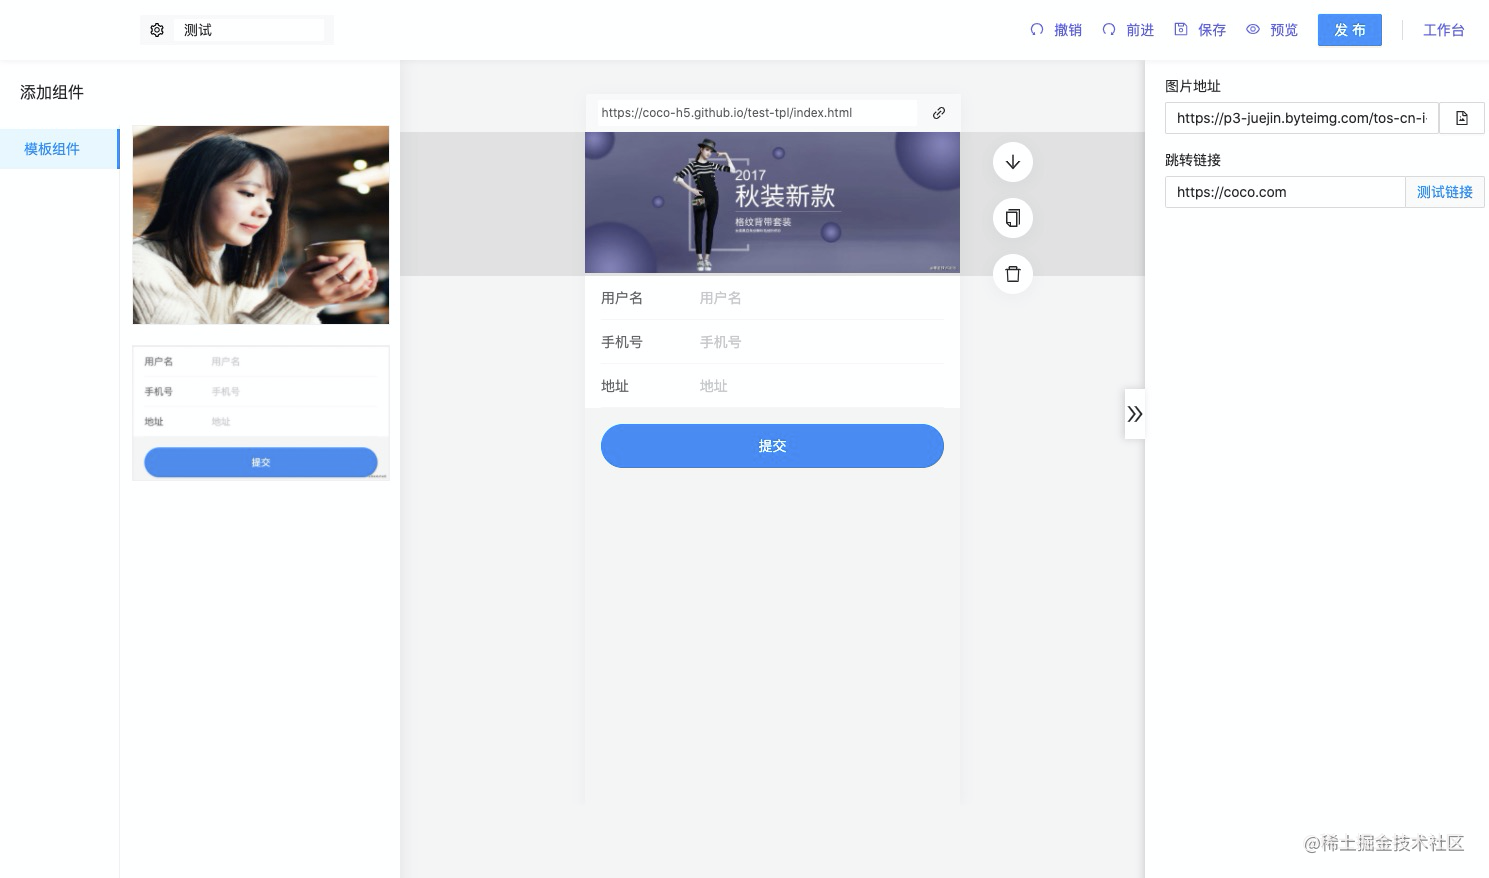 测试
撤销
前进
保存
预览
发 布
工作台
添加组件
模板组件
用户名 用户名
手机号 手机号
地址 地址
提交
https://coco-h5.github.io/test-tpl/index.html
2017
秋装新款
格纹背带套装
用户名 用户名
手机号 手机号
地址 地址
提交
图片地址
https://p3-juejin.byteimg.com/tos-cn-i-
跳转链接
https://coco.com 测试链接
@稀土掘金技术社区